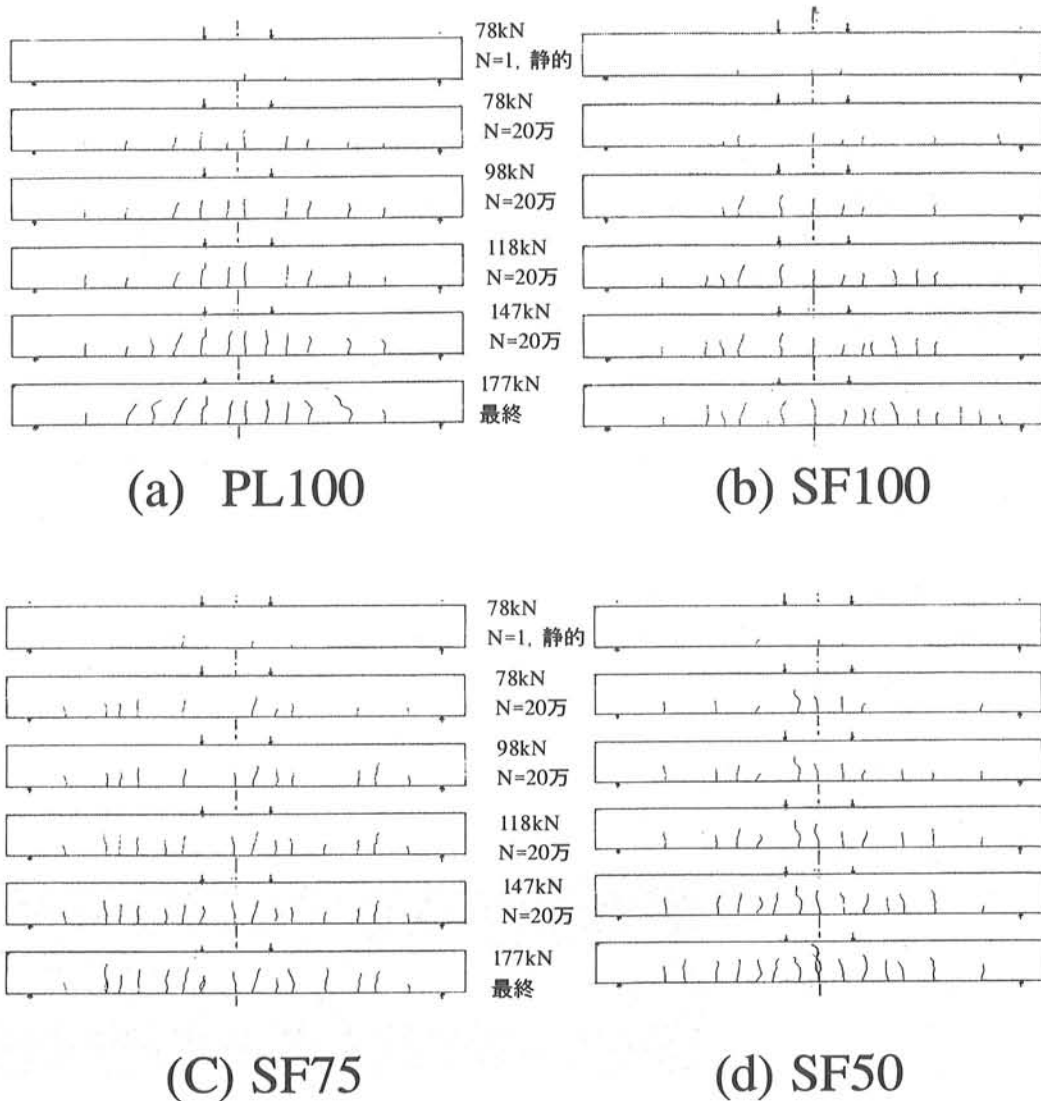 78kN
N=1, 静的
78kN
N=20万
98kN
N=20万
118kN
N=20万
147kN
N=20万
177kN
最終
(a) PL100
(b) SF100
78kN
N=1, 静的
78kN
N=20万
98kN
N=20万
118kN
N=20万
147kN
N=20万
177kN
最終
(C) SF75
(d) SF50